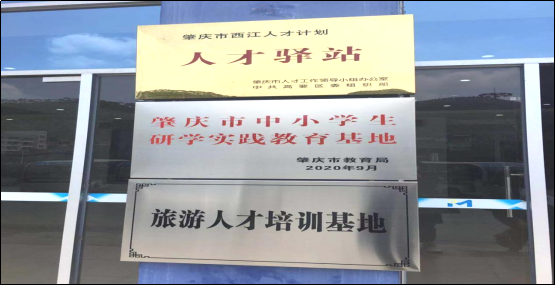 肇庆市西江人才计划
人才驿站
肇庆市人才工作领导小组办公室
中共高要区委组织部
肇庆市中小学生
研学实践教育基地
肇庆市教育局
2020年9月
旅游人才培训基地